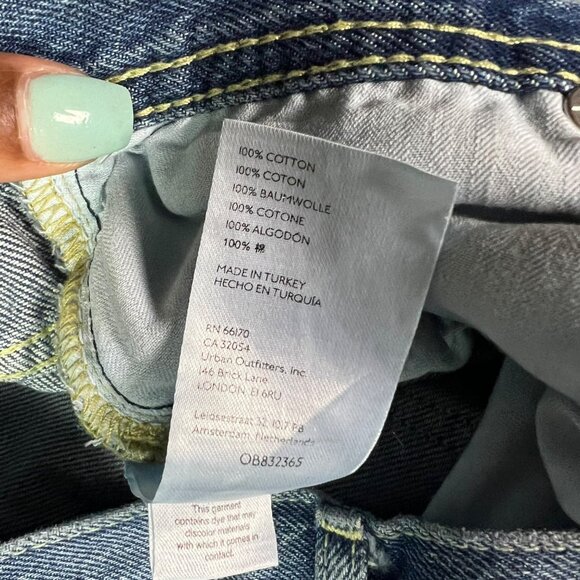 100% COTTON
100% COTON
100% BAUMWOLLE
100% COTONE
100% ALGODÓN
100% 棉
MADE IN TURKEY
HECHO EN TURQUÍA
RN 66170
CA 32054
Urban Outfitters, Inc.
146 Brick Lane
LONDON E1 6RU
Leidsestraat 32, 1017 PB
Amsterdam, Netherlands
OB832365
This garment
contains dye that may
discolor materials
with which it comes in
contact.